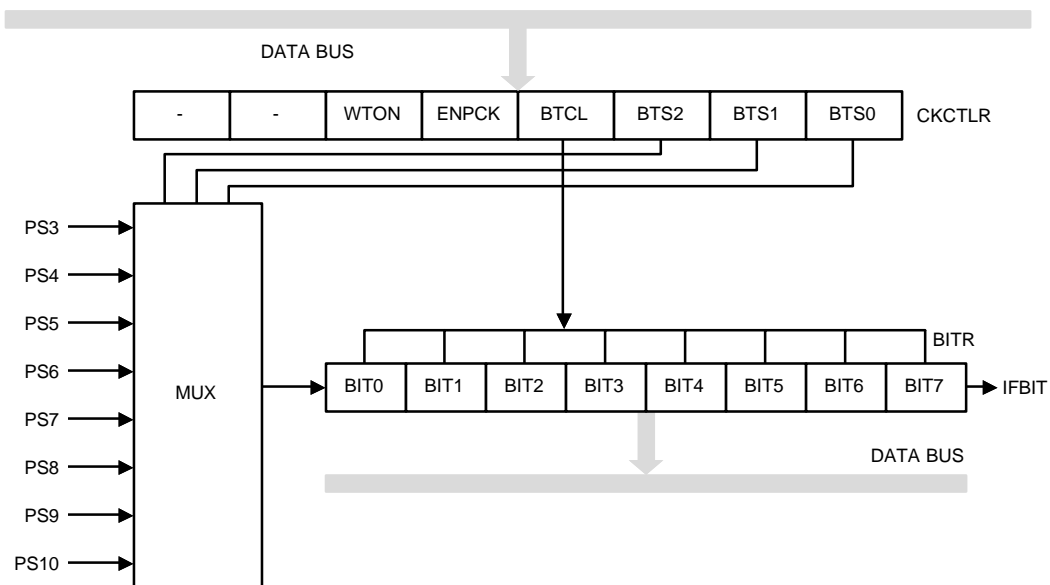 DATA BUS
- - WTON ENPCK BTCL BTS2 BTS1 BTS0 CKCTLR
PS3
PS4
PS5
PS6
PS7
PS8
PS9
PS10
MUX
BITR
BIT0 BIT1 BIT2 BIT3 BIT4 BIT5 BIT6 BIT7 IFBIT
DATA BUS